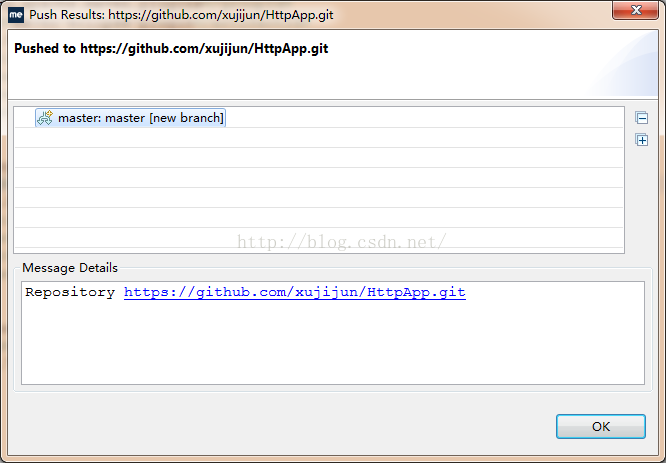 me Push Results: https://github.com/xujijun/HttpApp.git
Pushed to https://github.com/xujijun/HttpApp.git
master: master [new branch]
http://blog.csdn.net/
Message Details
Repository https://github.com/xujijun/HttpApp.git
OK